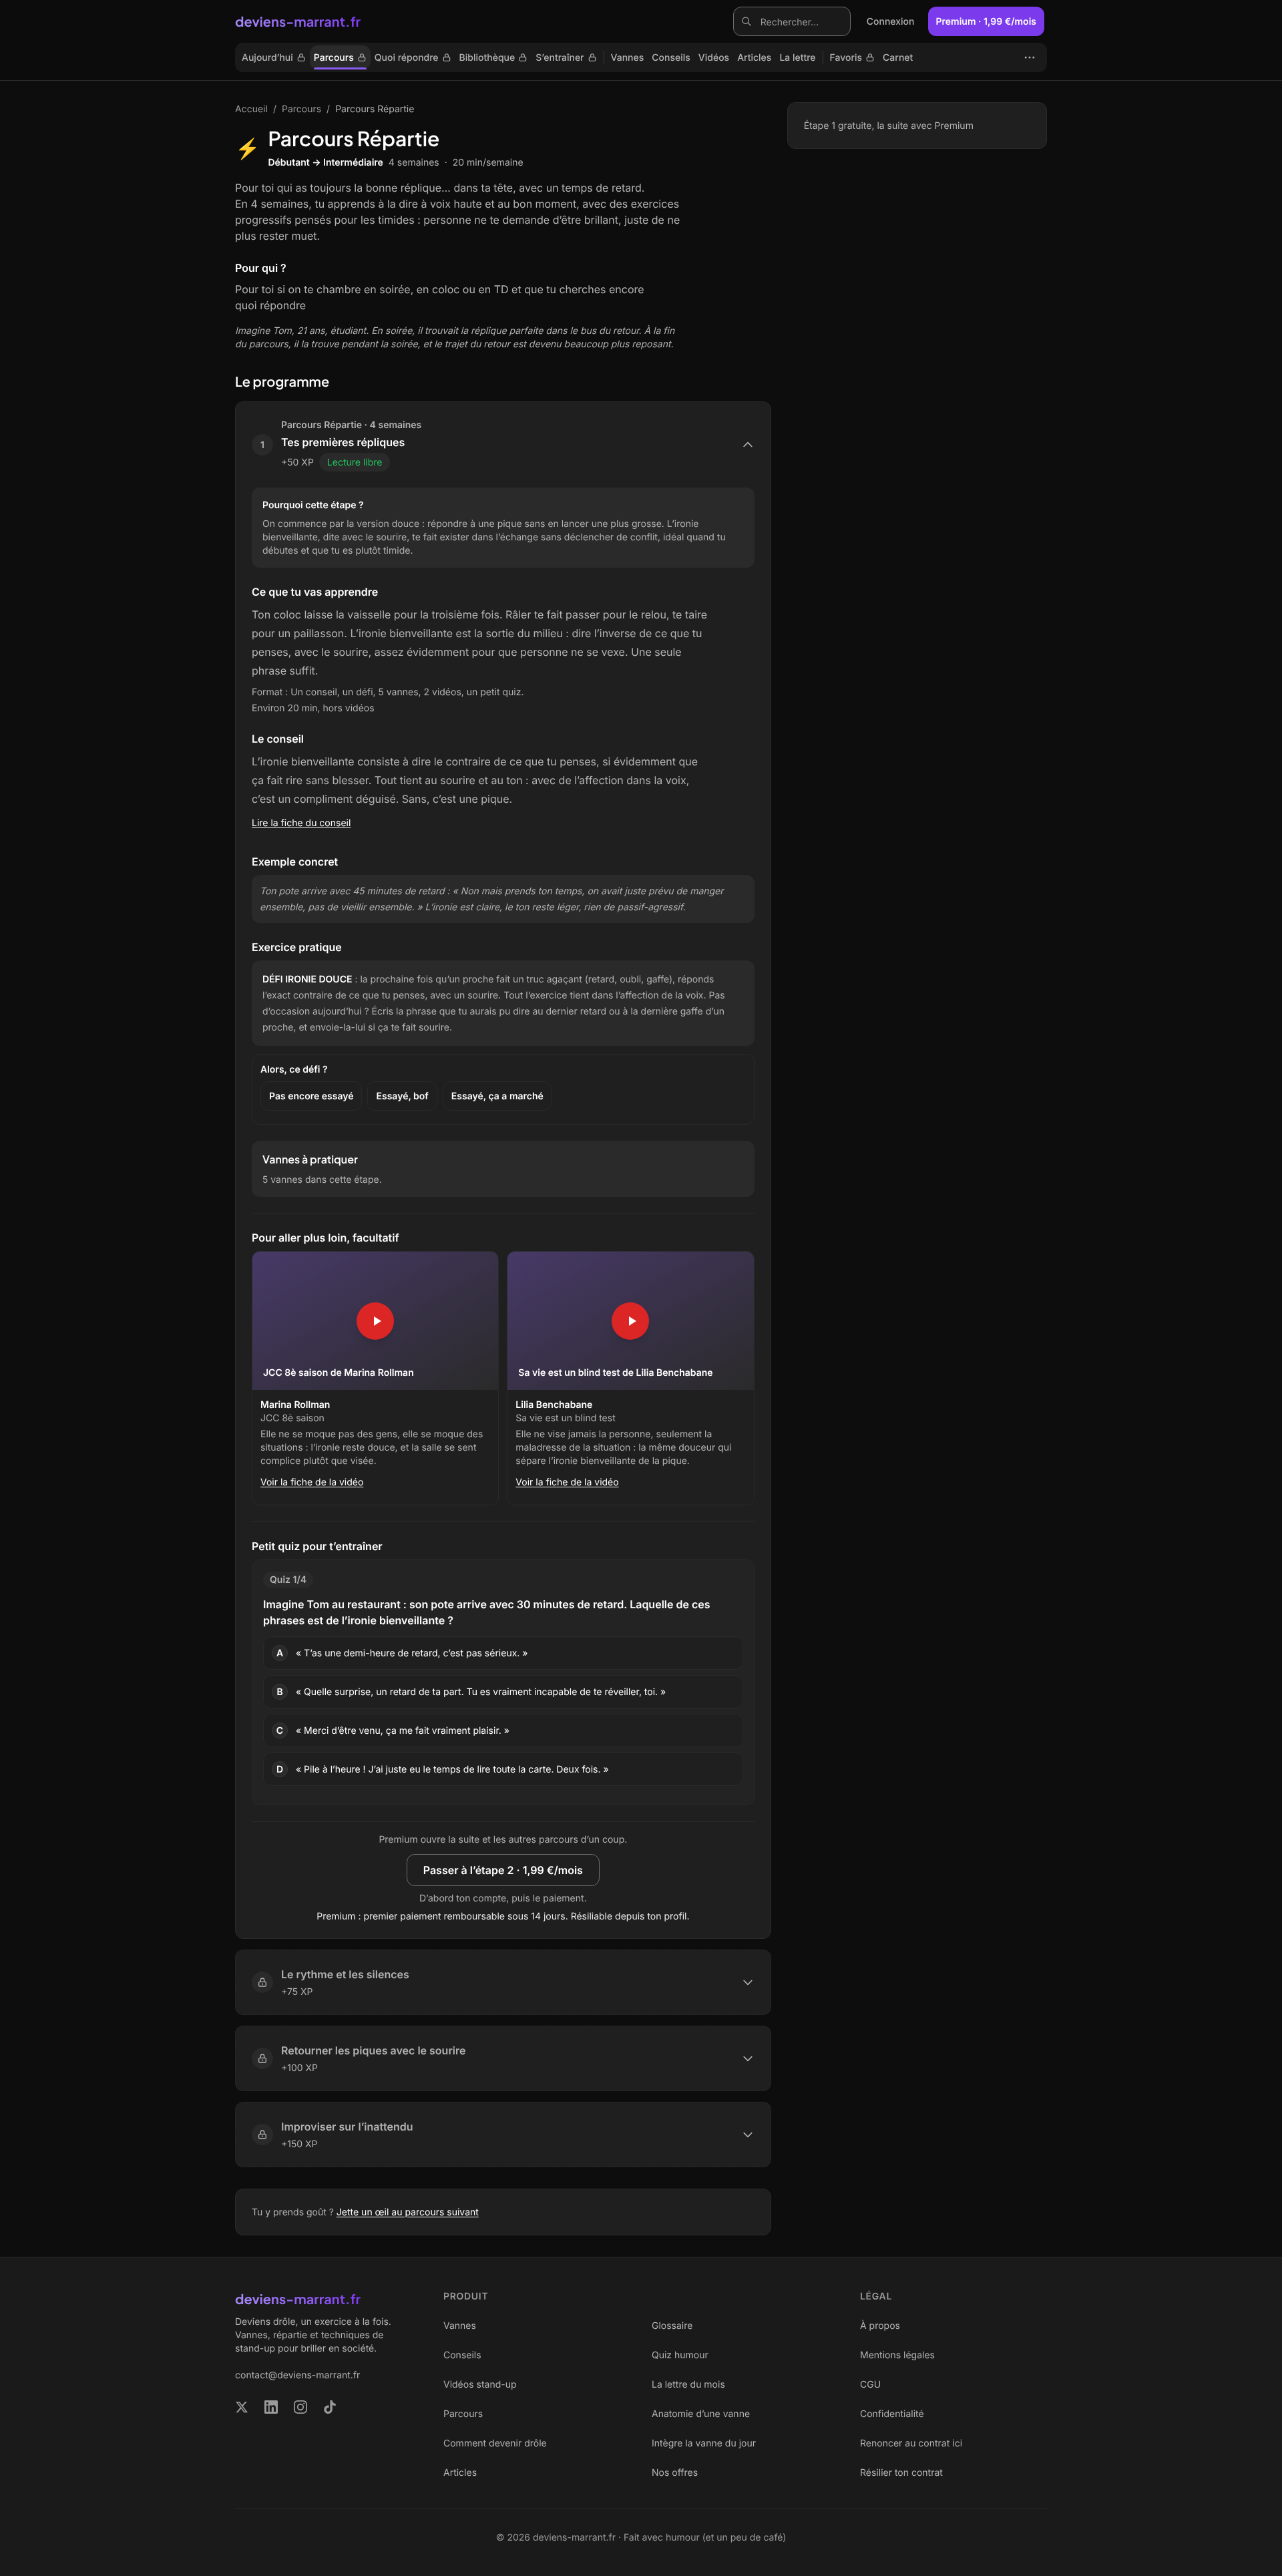 deviens-marrant.fr
Rechercher...
Connexion
Premium · 1,99 €/mois
Aujourd’hui
Parcours
Quoi répondre
Bibliothèque
S’entraîner
Vannes
Conseils
Vidéos
Articles
La lettre
Favoris
Carnet
Accueil / Parcours / Parcours Répartie
Parcours Répartie
Débutant → Intermédiaire 4 semaines · 20 min/semaine
Étape 1 gratuite, la suite avec Premium
Pour toi qui as toujours la bonne réplique... dans ta tête, avec un temps de retard.
En 4 semaines, tu apprends à la dire à voix haute et au bon moment, avec des exercices
progressifs pensés pour les timides : personne ne te demande d’être brillant, juste de ne
plus rester muet.
Pour qui ?
Pour toi si on te chambre en soirée, en coloc ou en TD et que tu cherches encore
quoi répondre
Imagine Tom, 21 ans, étudiant. En soirée, il trouvait la réplique parfaite dans le bus du retour. À la fin
du parcours, il la trouve pendant la soirée, et le trajet du retour est devenu beaucoup plus reposant.
Le programme
Parcours Répartie · 4 semaines
1
Tes premières répliques
+50 XP Lecture libre
Pourquoi cette étape ?
On commence par la version douce : répondre à une pique sans en lancer une plus grosse. L’ironie
bienveillante, dite avec le sourire, te fait exister dans l’échange sans déclencher de conflit, idéal quand tu
débutes et que tu es plutôt timide.
Ce que tu vas apprendre
Ton coloc laisse la vaisselle pour la troisième fois. Râler te fait passer pour le relou, te taire
pour un paillasson. L’ironie bienveillante est la sortie du milieu : dire l’inverse de ce que tu
penses, avec le sourire, assez évidemment pour que personne ne se vexe. Une seule
phrase suffit.
Format : Un conseil, un défi, 5 vannes, 2 vidéos, un petit quiz.
Environ 20 min, hors vidéos
Le conseil
L’ironie bienveillante consiste à dire le contraire de ce que tu penses, si évidemment que
ça fait rire sans blesser. Tout tient au sourire et au ton : avec de l’affection dans la voix,
c’est un compliment déguisé. Sans, c’est une pique.
Lire la fiche du conseil
Exemple concret
Ton pote arrive avec 45 minutes de retard : « Non mais prends ton temps, on avait juste prévu de manger
ensemble, pas de vieillir ensemble. » L’ironie est claire, le ton reste léger, rien de passif-agressif.
Exercice pratique
DÉFI IRONIE DOUCE : la prochaine fois qu’un proche fait un truc agaçant (retard, oubli, gaffe), réponds
l’exact contraire de ce que tu penses, avec un sourire. Tout l’exercice tient dans l’affection de la voix. Pas
d’occasion aujourd’hui ? Écris la phrase que tu aurais pu dire au dernier retard ou à la dernière gaffe d’un
proche, et envoie-la-lui si ça te fait sourire.
Alors, ce défi ?
Pas encore essayé
Essayé, bof
Essayé, ça a marché
Vannes à pratiquer
5 vannes dans cette étape.
Pour aller plus loin, facultatif
JCC 8è saison de Marina Rollman
Marina Rollman
JCC 8è saison
Elle ne se moque pas des gens, elle se moque des
situations : l’ironie reste douce, et la salle se sent
complice plutôt que visée.
Voir la fiche de la vidéo
Sa vie est un blind test de Lilia Benchabane
Lilia Benchabane
Sa vie est un blind test
Elle ne vise jamais la personne, seulement la
maladresse de la situation : la même douceur qui
sépare l’ironie bienveillante de la pique.
Voir la fiche de la vidéo
Petit quiz pour t’entraîner
Quiz 1/4
Imagine Tom au restaurant : son pote arrive avec 30 minutes de retard. Laquelle de ces
phrases est de l’ironie bienveillante ?
A « T’as une demi-heure de retard, c’est pas sérieux. »
B « Quelle surprise, un retard de ta part. Tu es vraiment incapable de te réveiller, toi. »
C « Merci d’être venu, ça me fait vraiment plaisir. »
D « Pile à l’heure ! J’ai juste eu le temps de lire toute la carte. Deux fois. »
Premium ouvre la suite et les autres parcours d’un coup.
Passer à l’étape 2 · 1,99 €/mois
D’abord ton compte, puis le paiement.
Premium : premier paiement remboursable sous 14 jours. Résiliable depuis ton profil.
Le rythme et les silences
+75 XP
Retourner les piques avec le sourire
+100 XP
Improviser sur l’inattendu
+150 XP
Tu y prends goût ? Jette un œil au parcours suivant
deviens-marrant.fr
Deviens drôle, un exercice à la fois.
Vannes, répartie et techniques de
stand-up pour briller en société.
contact@deviens-marrant.fr
PRODUIT
Vannes
Conseils
Vidéos stand-up
Parcours
Comment devenir drôle
Articles
Glossaire
Quiz humour
La lettre du mois
Anatomie d’une vanne
Intègre la vanne du jour
Nos offres
LÉGAL
À propos
Mentions légales
CGU
Confidentialité
Renoncer au contrat ici
Résilier ton contrat
© 2026 deviens-marrant.fr · Fait avec humour (et un peu de café)